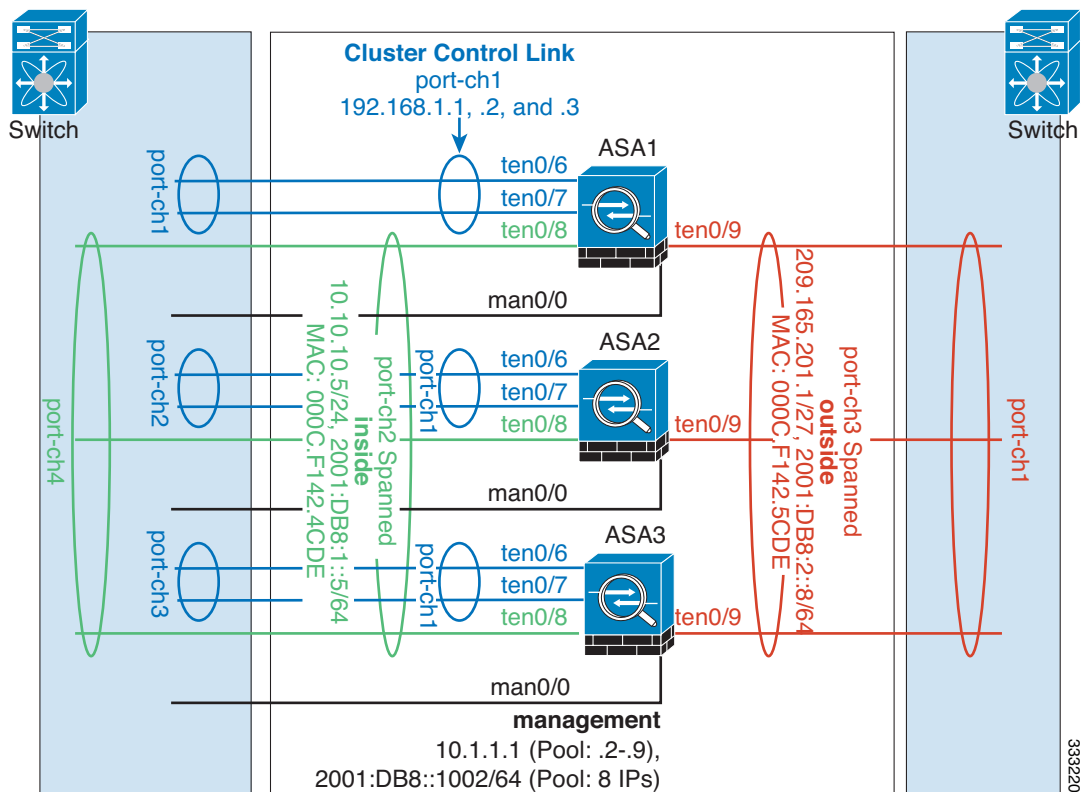 Cluster Control Link
port-ch1
192.168.1.1, .2, and .3
Switch
Switch
ASA1
port-ch1
ten0/6
ten0/7
ten0/8
ten0/9
man0/0
ASA2
port-ch2
port-ch1
ten0/6
ten0/7
ten0/8
ten0/9
man0/0
ASA3
port-ch3
port-ch1
ten0/6
ten0/7
ten0/8
ten0/9
man0/0
port-ch4
port-ch2 Spanned
inside
10.10.10.5/24, 2001:DB8:1::5/64
MAC: 000C.F142.4CDE
port-ch3 Spanned
outside
209.165.201.1/27, 2001:DB8:2::8/64
MAC: 000C.F142.5CDE
port-ch1
management
10.1.1.1 (Pool: .2-.9),
2001:DB8::1002/64 (Pool: 8 IPs)
333220